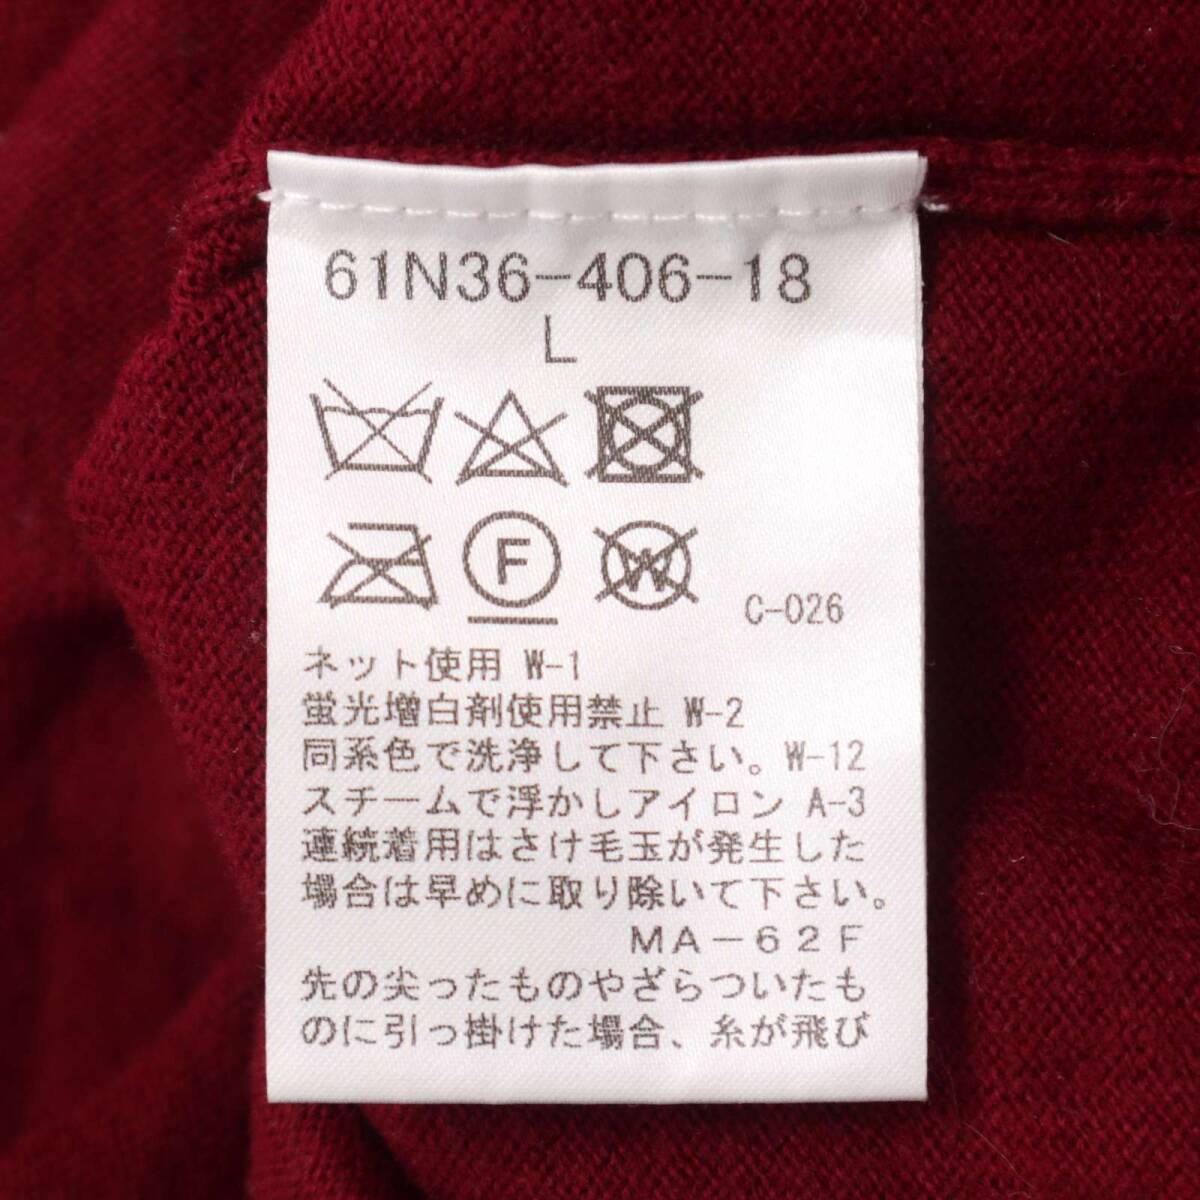 61N36-406-18
L
F
W
C-026
ネット使用 W-1
蛍光増白剤使用禁止 W-2
同系色で洗浄して下さい。W-12
スチームで浮かしアイロン A-3
連続着用はさけ毛玉が発生した
場合は早めに取り除いて下さい。
MA-62F
先の尖ったものやざらついたも
のに引っ掛けた場合、糸が飛び